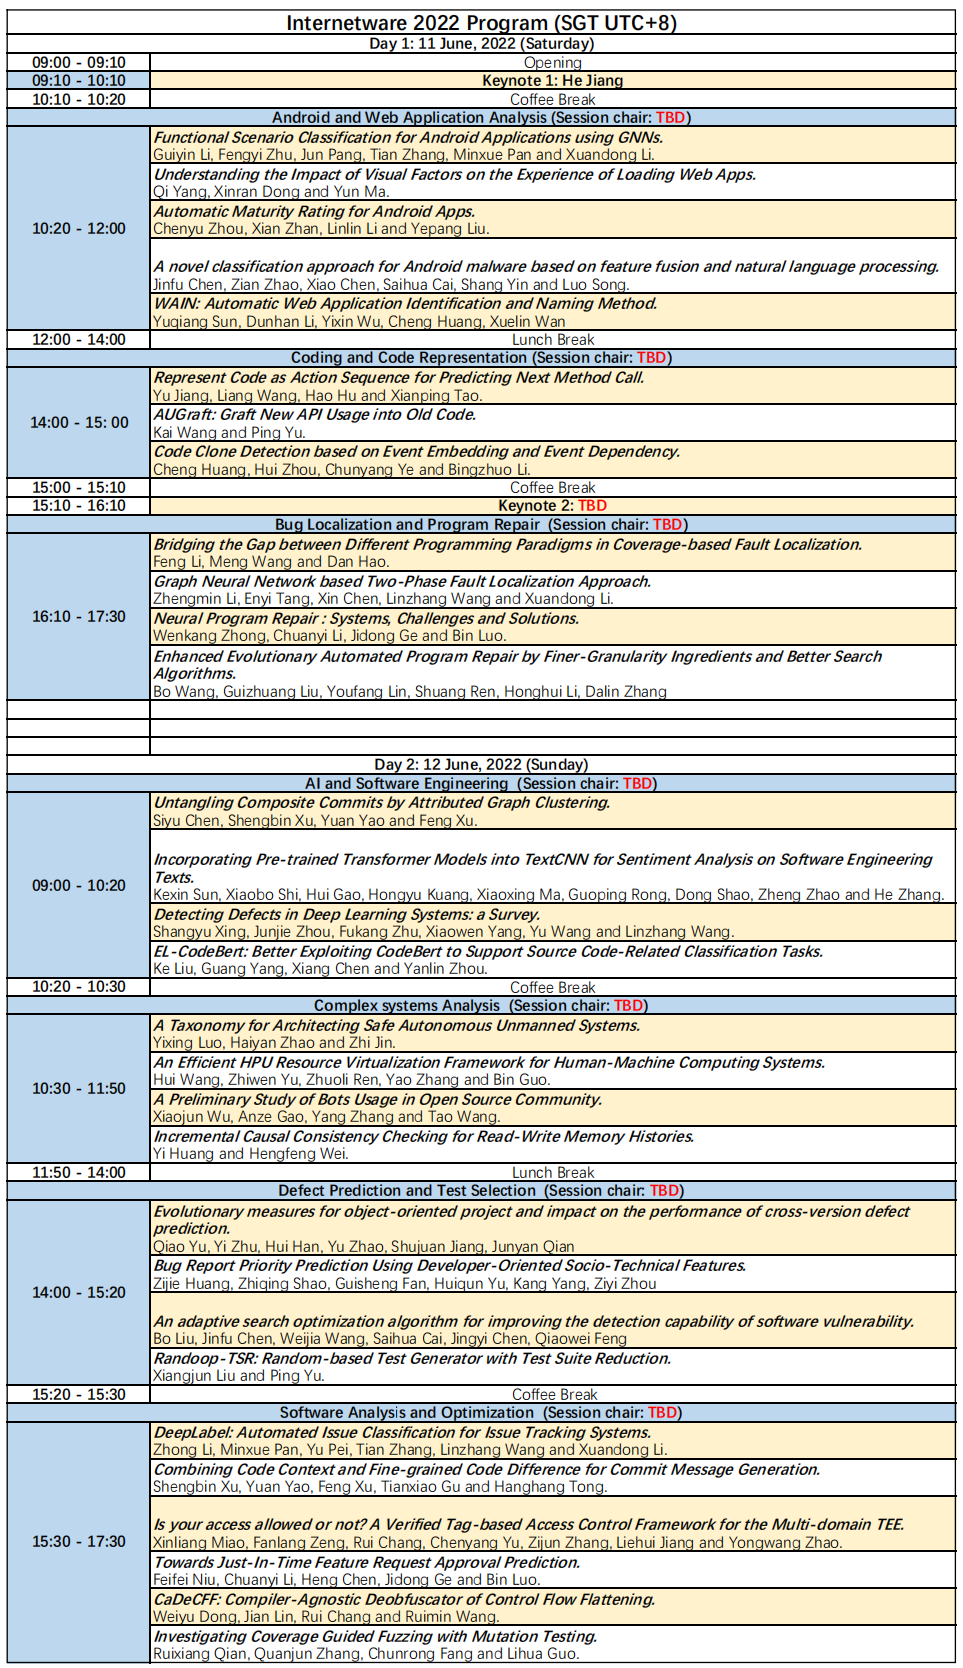 Internetware 2022 Program (SGT UTC+8)
Day 1: 11 June, 2022 (Saturday)
09:00 - 09:10 Opening
09:10 - 10:10 Keynote 1: He Jiang
10:10 - 10:20 Coffee Break
Android and Web Application Analysis (Session chair: TBD)
10:20 - 12:00
Functional Scenario Classification for Android Applications using GNNs.
Guiyin Li, Fengyi Zhu, Jun Pang, Tian Zhang, Minxue Pan and Xuandong Li.
Understanding the Impact of Visual Factors on the Experience of Loading Web Apps.
Qi Yang, Xinran Dong and Yun Ma.
Automatic Maturity Rating for Android Apps.
Chenyu Zhou, Xian Zhan, Linlin Li and Yepang Liu.
A novel classification approach for Android malware based on feature fusion and natural language processing.
Jinfu Chen, Zian Zhao, Xiao Chen, Saihua Cai, Shang Yin and Luo Song.
WAIN: Automatic Web Application Identification and Naming Method.
Yuqiang Sun, Dunhan Li, Yixin Wu, Cheng Huang, Xuelin Wan
12:00 - 14:00 Lunch Break
Coding and Code Representation (Session chair: TBD)
14:00 - 15: 00
Represent Code as Action Sequence for Predicting Next Method Call.
Yu Jiang, Liang Wang, Hao Hu and Xianping Tao.
AUGraft: Graft New API Usage into Old Code.
Kai Wang and Ping Yu.
Code Clone Detection based on Event Embedding and Event Dependency.
Cheng Huang, Hui Zhou, Chunyang Ye and Bingzhuo Li.
15:00 - 15:10 Coffee Break
15:10 - 16:10 Keynote 2: TBD
Bug Localization and Program Repair (Session chair: TBD)
16:10 - 17:30
Bridging the Gap between Different Programming Paradigms in Coverage-based Fault Localization.
Feng Li, Meng Wang and Dan Hao.
Graph Neural Network based Two-Phase Fault Localization Approach.
Zhengmin Li, Enyi Tang, Xin Chen, Linzhang Wang and Xuandong Li.
Neural Program Repair : Systems, Challenges and Solutions.
Wenkang Zhong, Chuanyi Li, Jidong Ge and Bin Luo.
Enhanced Evolutionary Automated Program Repair by Finer-Granularity Ingredients and Better Search
Algorithms.
Bo Wang, Guizhuang Liu, Youfang Lin, Shuang Ren, Honghui Li, Dalin Zhang
Day 2: 12 June, 2022 (Sunday)
AI and Software Engineering (Session chair: TBD)
09:00 - 10:20
Untangling Composite Commits by Attributed Graph Clustering.
Siyu Chen, Shengbin Xu, Yuan Yao and Feng Xu.
Incorporating Pre-trained Transformer Models into TextCNN for Sentiment Analysis on Software Engineering
Texts.
Kexin Sun, Xiaobo Shi, Hui Gao, Hongyu Kuang, Xiaoxing Ma, Guoping Rong, Dong Shao, Zheng Zhao and He Zhang.
Detecting Defects in Deep Learning Systems: a Survey.
Shangyu Xing, Junjie Zhou, Fukang Zhu, Xiaowen Yang, Yu Wang and Linzhang Wang.
EL-CodeBert: Better Exploiting CodeBert to Support Source Code-Related Classification Tasks.
Ke Liu, Guang Yang, Xiang Chen and Yanlin Zhou.
10:20 - 10:30 Coffee Break
Complex systems Analysis (Session chair: TBD)
10:30 - 11:50
A Taxonomy for Architecting Safe Autonomous Unmanned Systems.
Yixing Luo, Haiyan Zhao and Zhi Jin.
An Efficient HPU Resource Virtualization Framework for Human-Machine Computing Systems.
Hui Wang, Zhiwen Yu, Zhuoli Ren, Yao Zhang and Bin Guo.
A Preliminary Study of Bots Usage in Open Source Community.
Xiaojun Wu, Anze Gao, Yang Zhang and Tao Wang.
Incremental Causal Consistency Checking for Read-Write Memory Histories.
Yi Huang and Hengfeng Wei.
11:50 - 14:00 Lunch Break
Defect Prediction and Test Selection (Session chair: TBD)
14:00 - 15:20
Evolutionary measures for object-oriented project and impact on the performance of cross-version defect
prediction.
Qiao Yu, Yi Zhu, Hui Han, Yu Zhao, Shujuan Jiang, Junyan Qian
Bug Report Priority Prediction Using Developer-Oriented Socio-Technical Features.
Zijie Huang, Zhiqing Shao, Guisheng Fan, Huiqun Yu, Kang Yang, Ziyi Zhou
An adaptive search optimization algorithm for improving the detection capability of software vulnerability.
Bo Liu, Jinfu Chen, Weijia Wang, Saihua Cai, Jingyi Chen, Qiaowei Feng
Randoop-TSR: Random-based Test Generator with Test Suite Reduction.
Xiangjun Liu and Ping Yu.
15:20 - 15:30 Coffee Break
Software Analysis and Optimization (Session chair: TBD)
15:30 - 17:30
DeepLabel: Automated Issue Classification for Issue Tracking Systems.
Zhong Li, Minxue Pan, Yu Pei, Tian Zhang, Linzhang Wang and Xuandong Li.
Combining Code Context and Fine-grained Code Difference for Commit Message Generation.
Shengbin Xu, Yuan Yao, Feng Xu, Tianxiao Gu and Hanghang Tong.
Is your access allowed or not? A Verified Tag-based Access Control Framework for the Multi-domain TEE.
Xinliang Miao, Fanlang Zeng, Rui Chang, Chenyang Yu, Zijun Zhang, Liehui Jiang and Yongwang Zhao.
Towards Just-In-Time Feature Request Approval Prediction.
Feifei Niu, Chuanyi Li, Heng Chen, Jidong Ge and Bin Luo.
CaDeCFF: Compiler-Agnostic Deobfuscator of Control Flow Flattening.
Weiyu Dong, Jian Lin, Rui Chang and Ruimin Wang.
Investigating Coverage Guided Fuzzing with Mutation Testing.
Ruixiang Qian, Quanjun Zhang, Chunrong Fang and Lihua Guo.